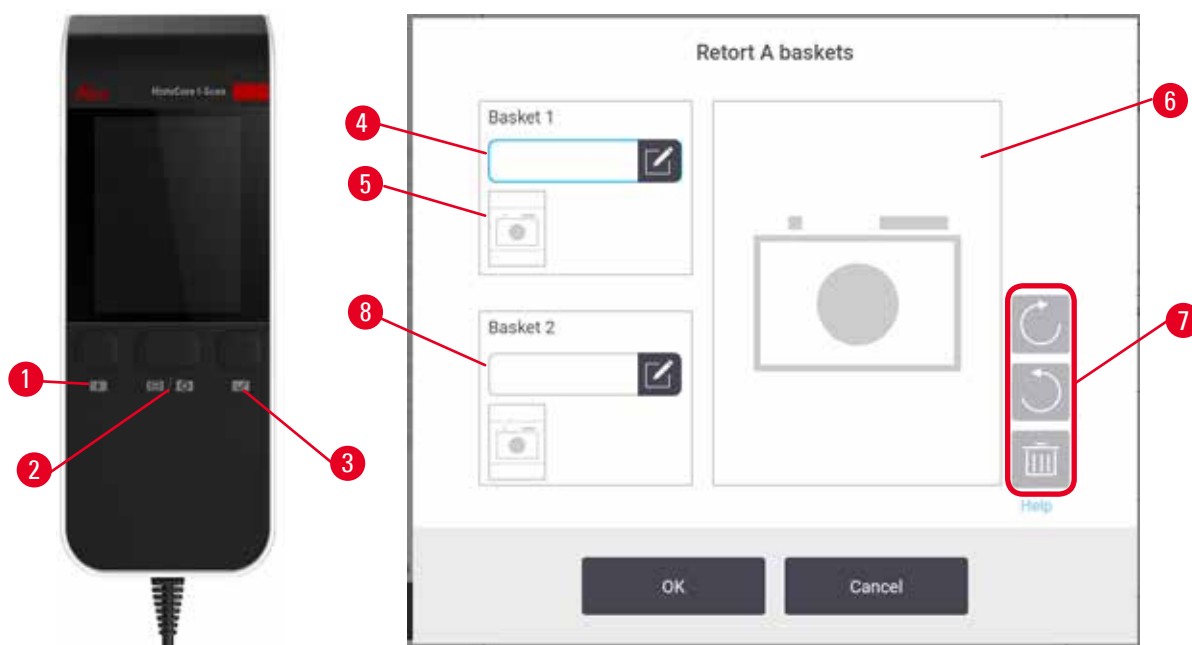 Leica
HistoCore I-Scan
1
2
3
Retort A baskets
4
Basket 1
5
6
7
8
Basket 2
Help
OK
Cancel